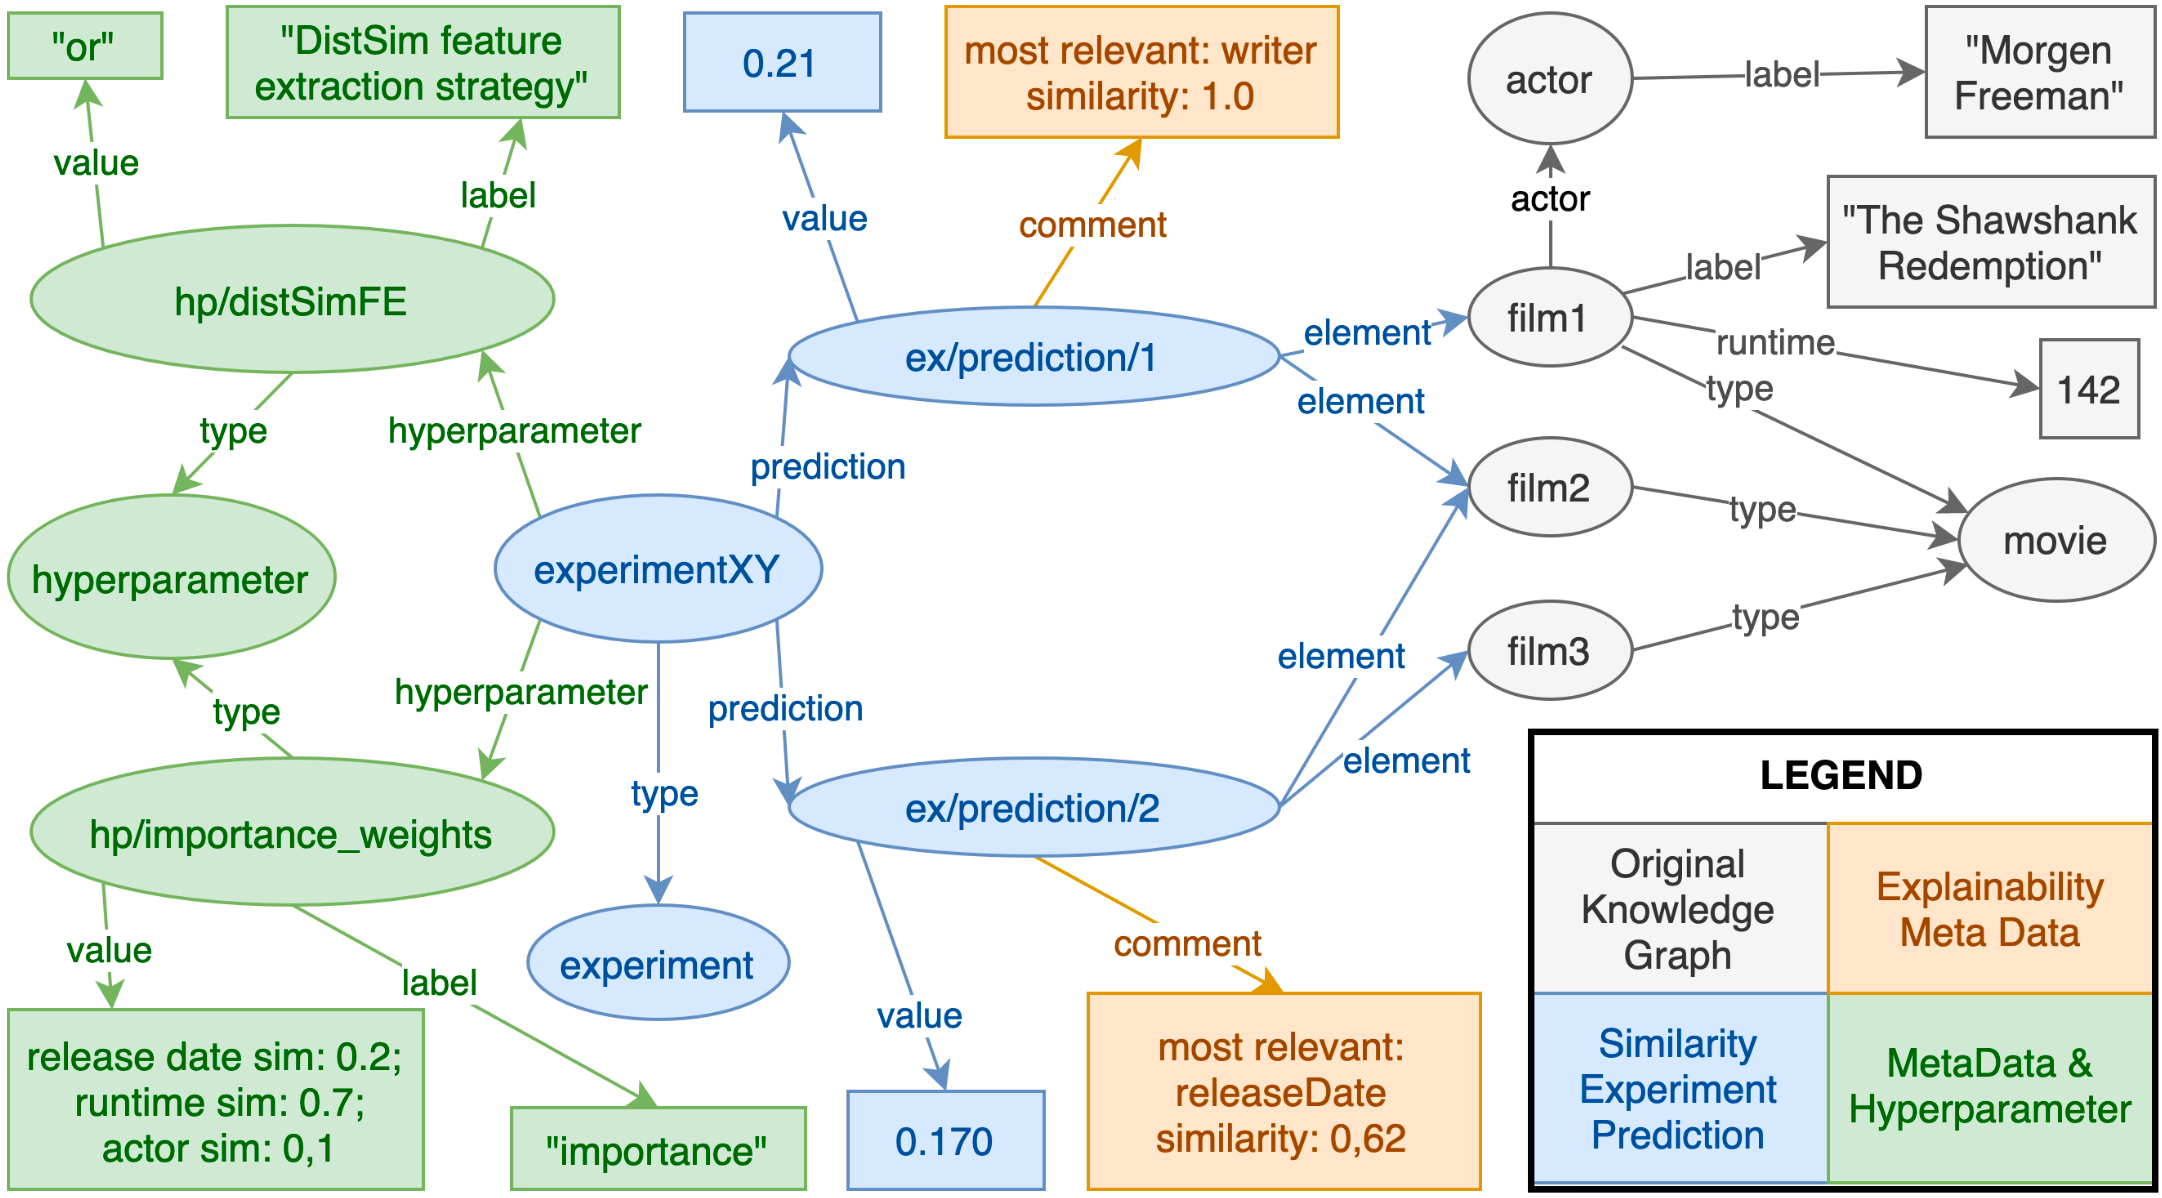 "or"
"DistSim feature
extraction strategy"
0.21
most relevant: writer
similarity: 1.0
actor
label
"Morgen
Freeman"
value
label
value
comment
actor
"The Shawshank
Redemption"
label
hp/distSimFE
ex/prediction/1
element
film1
runtime
142
type
element
type
hyperparameter
prediction
film2
type
movie
hyperparameter
experimentXY
element
film3
type
type
hyperparameter
prediction
element
type
hp/importance_weights
ex/prediction/2
value
label
experiment
comment
value
release date sim: 0.2;
runtime sim: 0.7;
actor sim: 0,1
"importance"
0.170
most relevant:
releaseDate
similarity: 0,62
LEGEND
Original
Knowledge
Graph
Explainability
Meta Data
Similarity
Experiment
Prediction
MetaData &
Hyperparameter